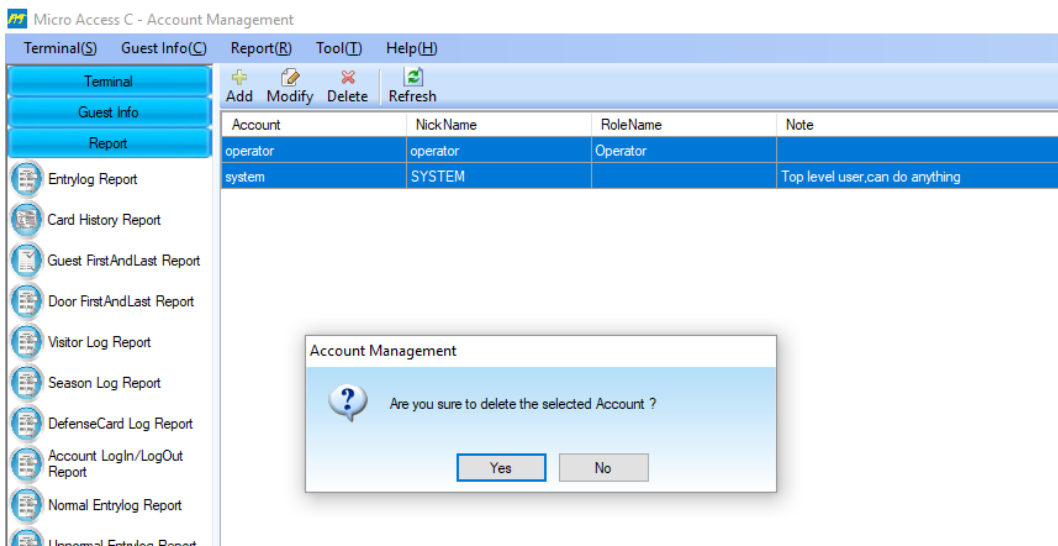 Micro Access C - Account Management
Terminal(S) Guest Info(C) Report(R) Tool(T) Help(H)
Terminal
Guest Info
Report
Entrylog Report
Card History Report
Guest FirstAndLast Report
Door FirstAndLast Report
Visitor Log Report
Season Log Report
DefenseCard Log Report
Account LogIn/LogOut
Report
Normal Entrylog Report
Unnormal Entrylog Report
Add Modify Delete Refresh
Account NickName RoleName Note
operator operator Operator
system SYSTEM Top level user,can do anything
Account Management
Are you sure to delete the selected Account ?
Yes No